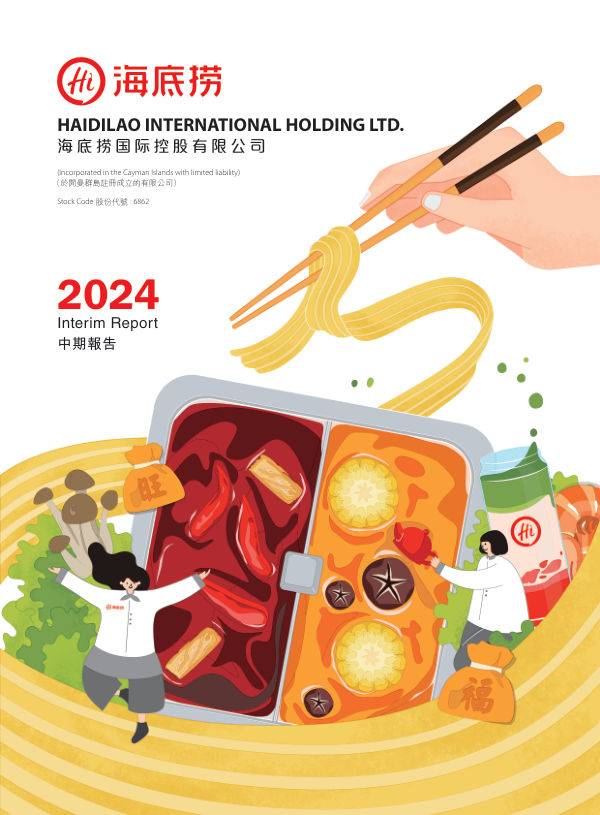 Hi 海底捞
HAIDILAO INTERNATIONAL HOLDING LTD.
海底捞国际控股有限公司
(Incorporated in the Cayman Islands with limited liability)
(於開曼群島註冊成立的有限公司)
Stock Code 股份代號 : 6862
2024
Interim Report
中期報告
旺
Hi
海底捞
福